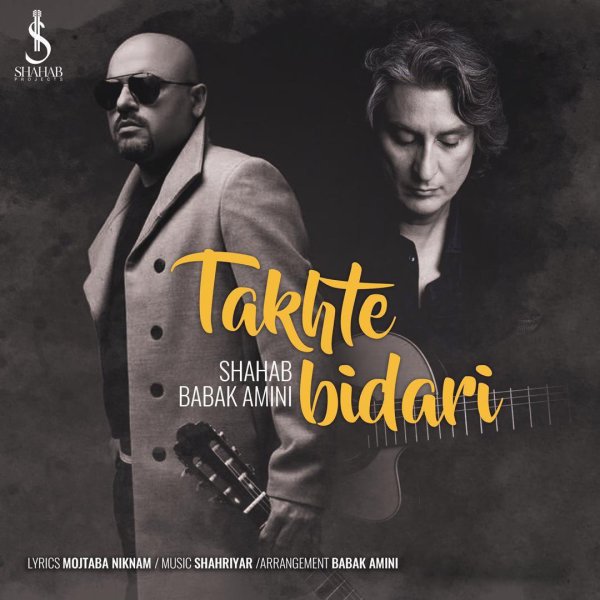 SHAHAB
PROJECTS
Takhte
bidari
SHAHAB
BABAK AMINI
LYRICS MOJTABA NIKNAM / MUSIC SHAHRIYAR /ARRANGEMENT BABAK AMINI